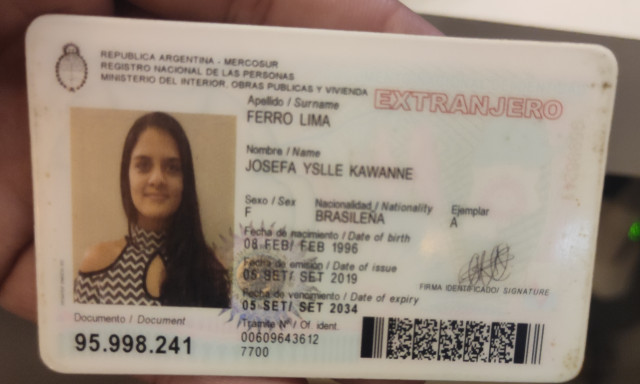 REPUBLICA ARGENTINA - MERCOSUR
REGISTRO NACIONAL DE LAS PERSONAS
MINISTERIO DEL INTERIOR, OBRAS PUBLICAS Y VIVIENDA
EXTRANJERO
Apellido / Surname
FERRO LIMA
Nombre / Name
JOSEFA YSLLE KAWANNE
Sexo / Sex Nacionalidad / Nationality Ejemplar
F BRASILEÑA A
Fecha de nacimiento / Date of birth
08 FEB/ FEB 1996
Fecha de emisión / Date of issue
05 SET/ SET 2019
FIRMA IDENTIFICADO/ SIGNATURE
Fecha de vencimiento / Date of expiry
05 SET/ SET 2034
Documento / Document Tramite Nº / Of. ident.
95.998.241 00609643612
7700